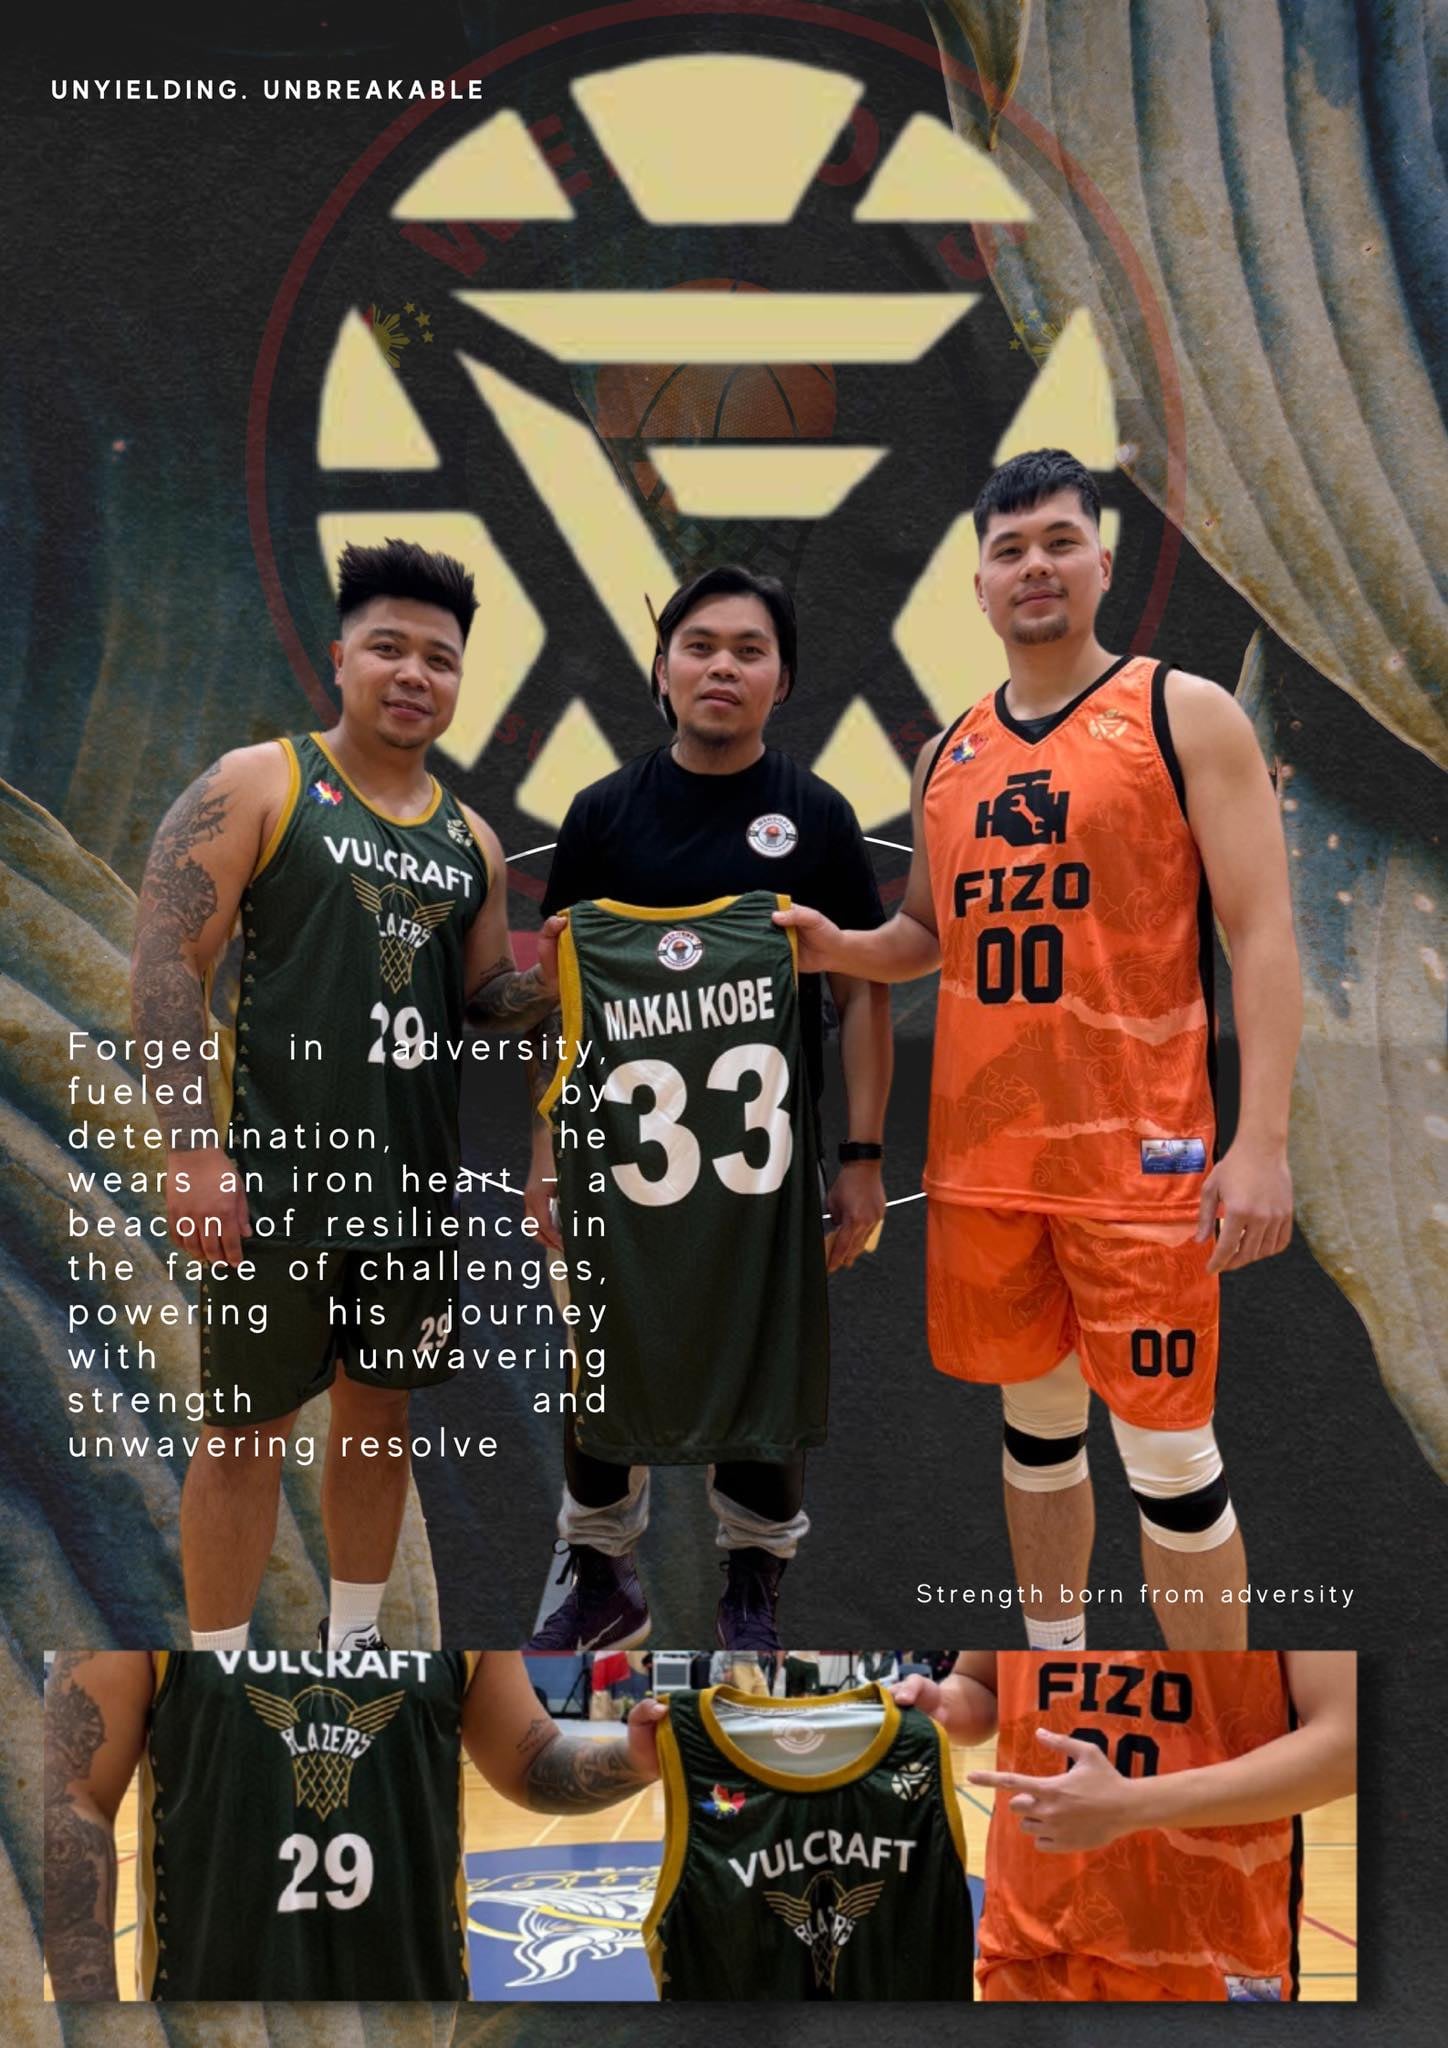 UNYIELDING. UNBREAKABLE
VULCRAFT
BLAZERS
29
MAKAI KOBE
33
FIZO
00
Forged in adversity,
fueled by
determination, he
wears an iron heart – a
beacon of resilience in
the face of challenges,
powering his journey
with unwavering
strength and
unwavering resolve
29
00
Strength born from adversity
VULCRAFT
BLAZERS
29
VULCRAFT
BLAZERS
FIZO
00